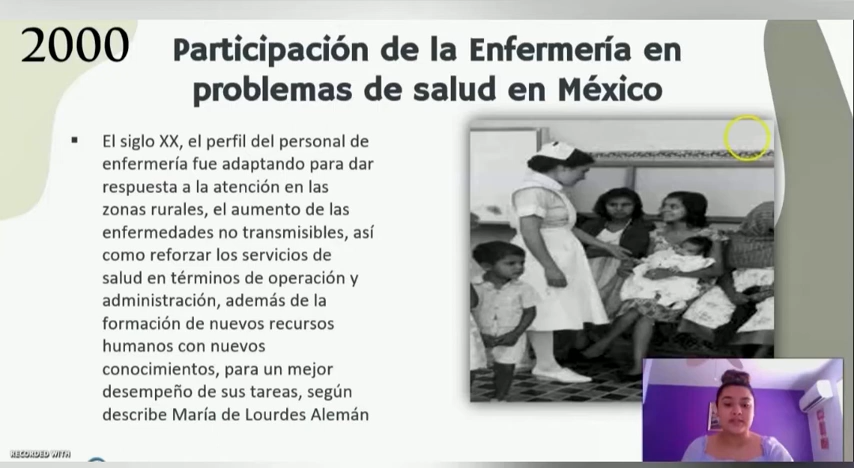 2000
Participación de la Enfermería en
problemas de salud en México
▪ El siglo XX, el perfil del personal de
enfermería fue adaptando para dar
respuesta a la atención en las
zonas rurales, el aumento de las
enfermedades no transmisibles, así
como reforzar los servicios de
salud en términos de operación y
administración, además de la
formación de nuevos recursos
humanos con nuevos
conocimientos, para un mejor
desempeño de sus tareas, según
describe María de Lourdes Alemán
RECORDED WITH